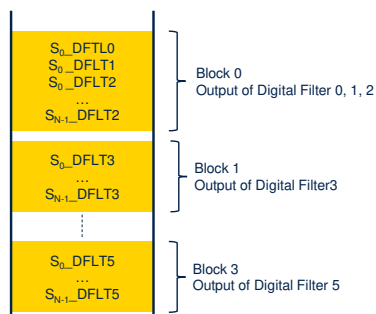 S0_DFTL0
S0_DFLT1
S0_DFLT2
...
SN-1_DFLT2
Block 0
Output of Digital Filter 0, 1, 2
S0_DFLT3
...
SN-1_DFLT3
Block 1
Output of Digital Filter3
S0_DFLT5
...
SN-1_DFLT5
Block 3
Output of Digital Filter 5